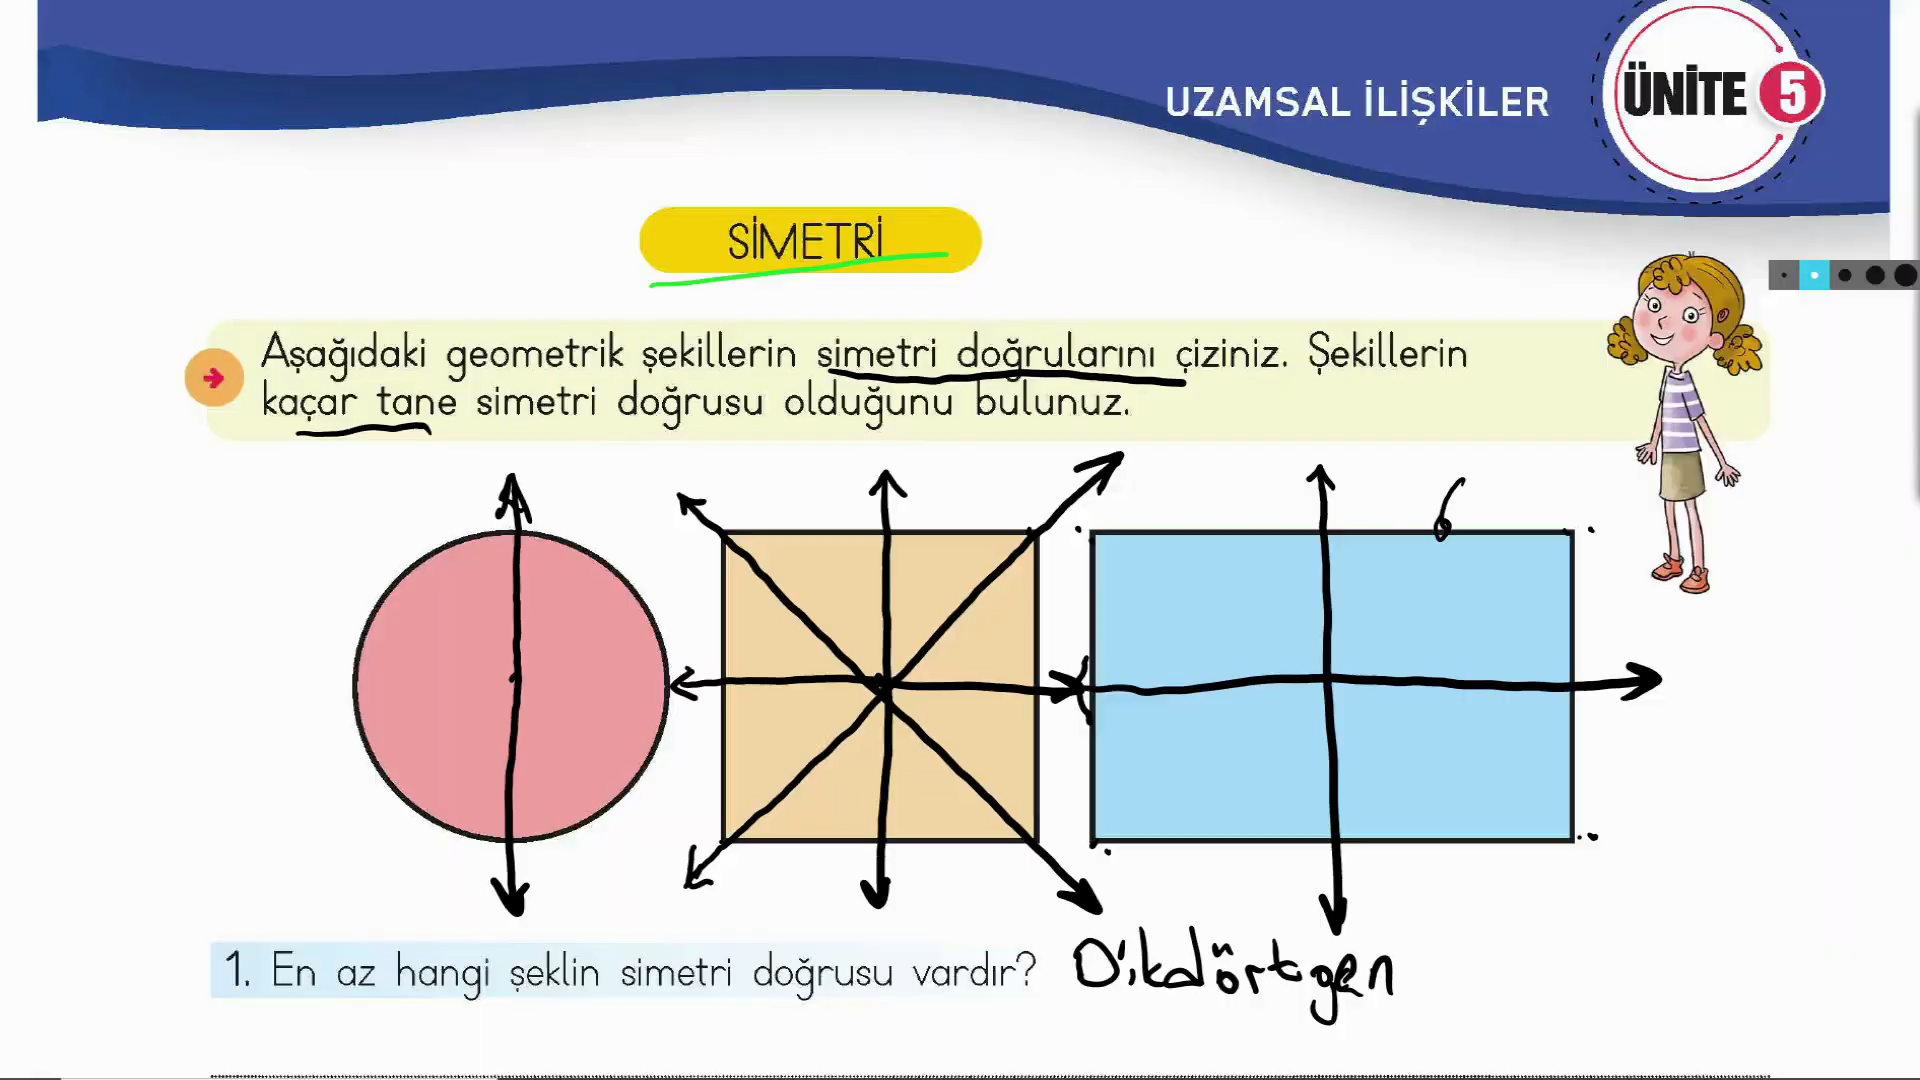 UZAMSAL İLİŞKİLER
ÜNİTE 5
SİMETRİ
Aşağıdaki geometrik şekillerin simetri doğrularını çiziniz. Şekillerin
kaçar tane simetri doğrusu olduğunu bulunuz.
1. En az hangi şeklin simetri doğrusu vardır? Dikdörtgen